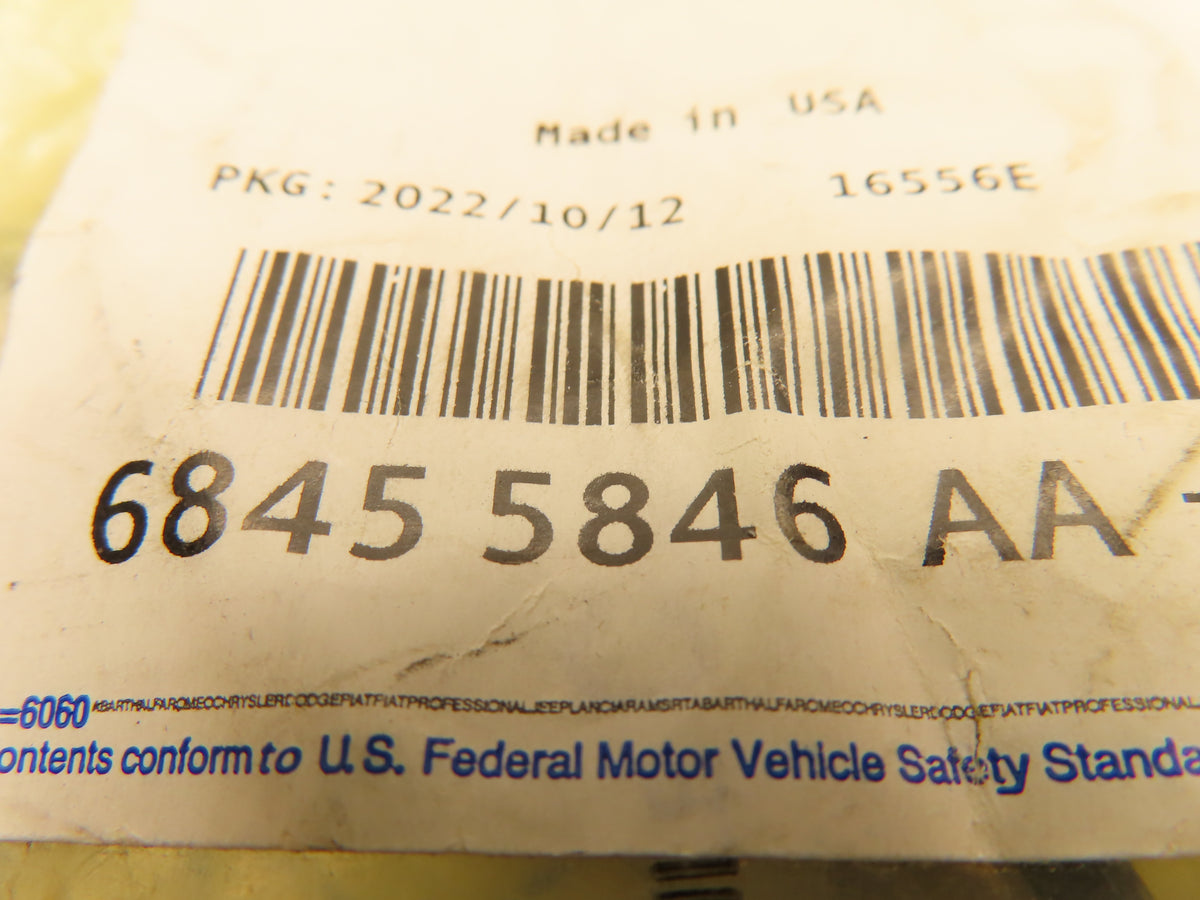 Made in USA
PKG: 2022/10/12 16556E
6845 5846 AA -
=6060 ABARTHALFAROMEOCHRYSLERDODGEFIATFIATPROFESSIONALJEEPLANCIARAMSRTABARTHALFAROMEOCHRYSLERDODGEFIATFIATPROFESSIONAL
ontents conform to U.S. Federal Motor Vehicle Safety Standa